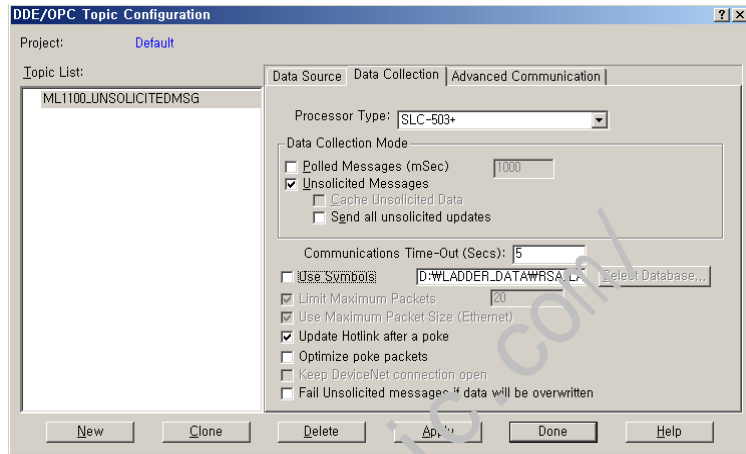 DDE/OPC Topic Configuration
Project: Default
Topic List:
ML1100_UNSOLICITEDMSG
Data Source Data Collection Advanced Communication
Processor Type: SLC-503+
Data Collection Mode
Polled Messages (mSec) 1000
Unsolicited Messages
Cache Unsolicited Data
Send all unsolicited updates
Communications Time-Out (Secs): 5
Use Symbols D:₩LADDER_DATA₩RSA_LA Select Database...
Limit Maximum Packets 20
Use Maximum Packet Size (Ethernet)
Update Hotlink after a poke
Optimize poke packets
Keep DeviceNet connection open
Fail Unsolicited messages if data will be overwritten
New Clone Delete Apply Done Help